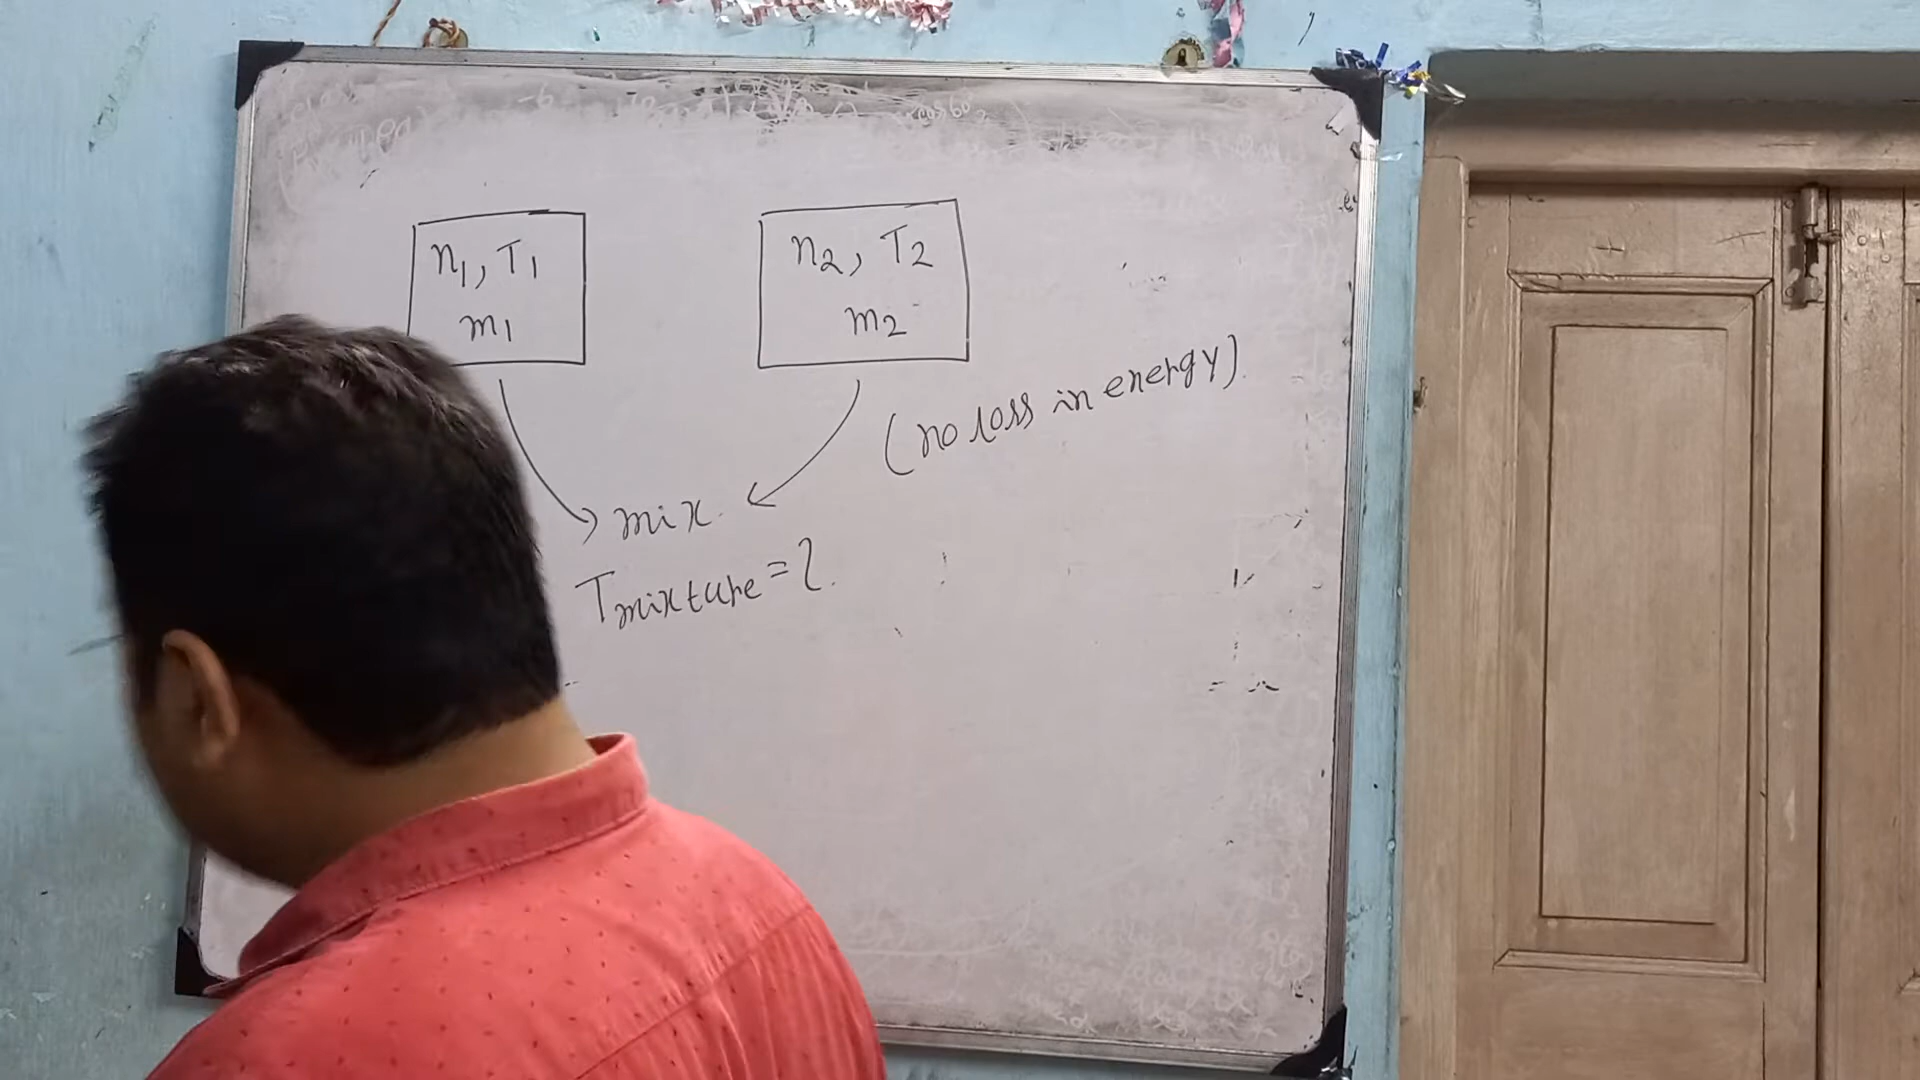 n₁, T₁
m₁
n₂, T₂
m₂
(no loss in energy).
mix.
Tmixture = ?.